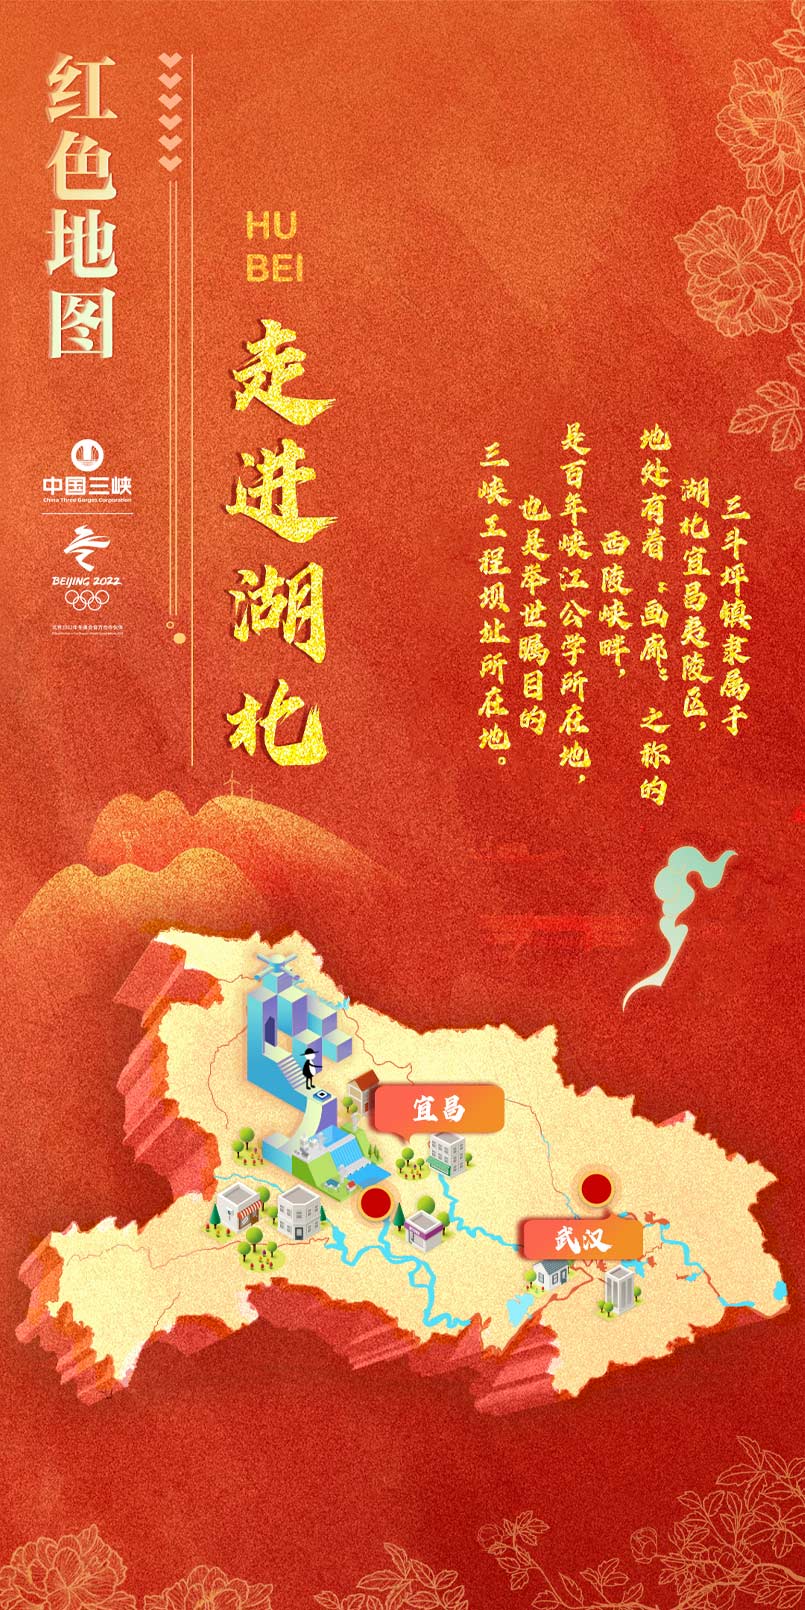 红色地图
中国三峡
China Three Gorges Corporation
BEIJING 2022
HU
BEI
走进湖北
三斗坪镇隶属于
湖北宜昌夷陵区，
地处有着“画廊”之称的
西陵峡畔，
是百年峡江公学所在地，
也是举世瞩目的
三峡工程坝址所在地。
宜昌
武汉